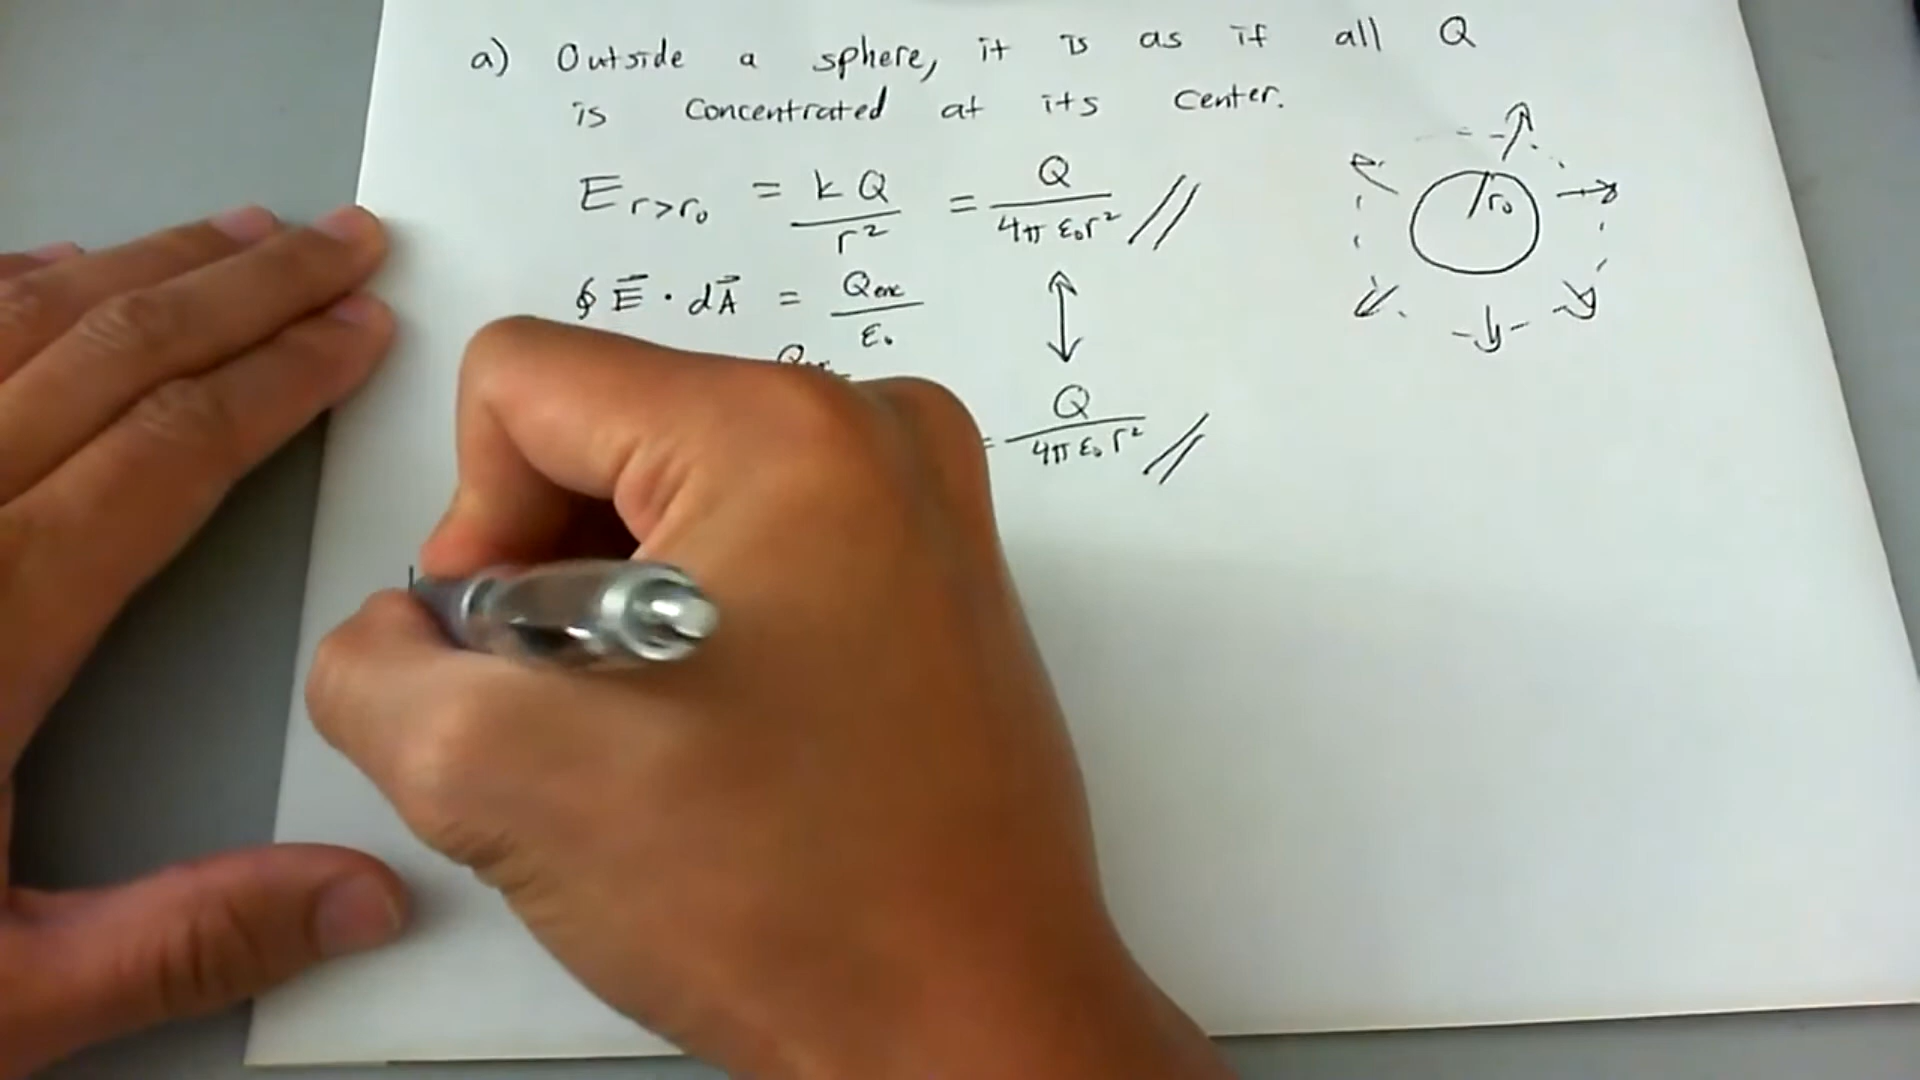 a) Outside a sphere, it is as if all Q
is concentrated at its center.
E r>r₀ = kQ/r² = Q/4π ε₀r² //
r₀
∮ E⃗ · dA⃗ = Qenc/ε₀
= Q/4π ε₀ r² //